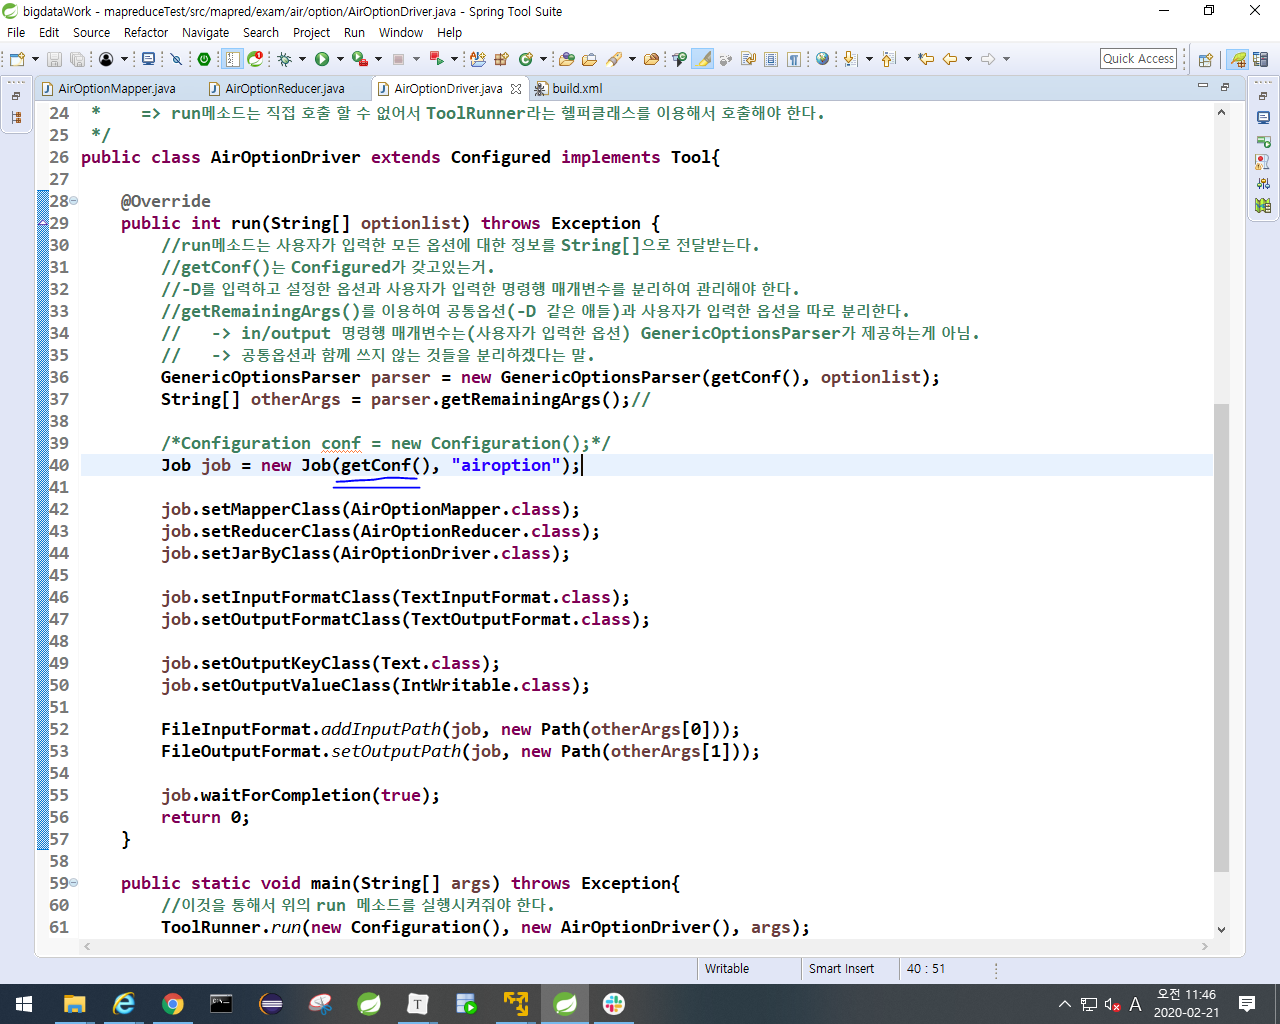 bigdataWork - mapreduceTest/src/mapred/exam/air/option/AirOptionDriver.java - Spring Tool Suite
File Edit Source Refactor Navigate Search Project Run Window Help
Quick Access
AirOptionMapper.java AirOptionReducer.java AirOptionDriver.java build.xml
24 * => run메소드는 직접 호출 할 수 없어서 ToolRunner라는 헬퍼클래스를 이용해서 호출해야 한다.
25 */
26 public class AirOptionDriver extends Configured implements Tool{
27
28 @Override
29 public int run(String[] optionlist) throws Exception {
30 //run메소드는 사용자가 입력한 모든 옵션에 대한 정보를 String[]으로 전달받는다.
31 //getConf()는 Configured가 갖고있는거.
32 //-D를 입력하고 설정한 옵션과 사용자가 입력한 명령행 매개변수를 분리하여 관리해야 한다.
33 //getRemainingArgs()를 이용하여 공통옵션(-D 같은 애들)과 사용자가 입력한 옵션을 따로 분리한다.
34 // -> in/output 명령행 매개변수는(사용자가 입력한 옵션) GenericOptionsParser가 제공하는게 아님.
35 // -> 공통옵션과 함께 쓰지 않는 것들을 분리하겠다는 말.
36 GenericOptionsParser parser = new GenericOptionsParser(getConf(), optionlist);
37 String[] otherArgs = parser.getRemainingArgs();//
38
39 /*Configuration conf = new Configuration();*/
40 Job job = new Job(getConf(), "airoption");
41
42 job.setMapperClass(AirOptionMapper.class);
43 job.setReducerClass(AirOptionReducer.class);
44 job.setJarByClass(AirOptionDriver.class);
45
46 job.setInputFormatClass(TextInputFormat.class);
47 job.setOutputFormatClass(TextOutputFormat.class);
48
49 job.setOutputKeyClass(Text.class);
50 job.setOutputValueClass(IntWritable.class);
51
52 FileInputFormat.addInputPath(job, new Path(otherArgs[0]));
53 FileOutputFormat.setOutputPath(job, new Path(otherArgs[1]));
54
55 job.waitForCompletion(true);
56 return 0;
57 }
58
59 public static void main(String[] args) throws Exception{
60 //이것을 통해서 위의 run 메소드를 실행시켜줘야 한다.
61 ToolRunner.run(new Configuration(), new AirOptionDriver(), args);
Writable Smart Insert 40 : 51
A 오전 11:46
2020-02-21